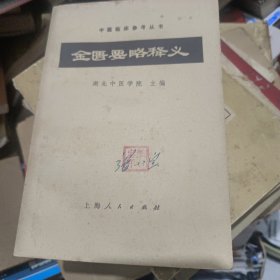 中医临床参考丛书
金匮要略释义
湖北中医学院 主编
上海人民出版社